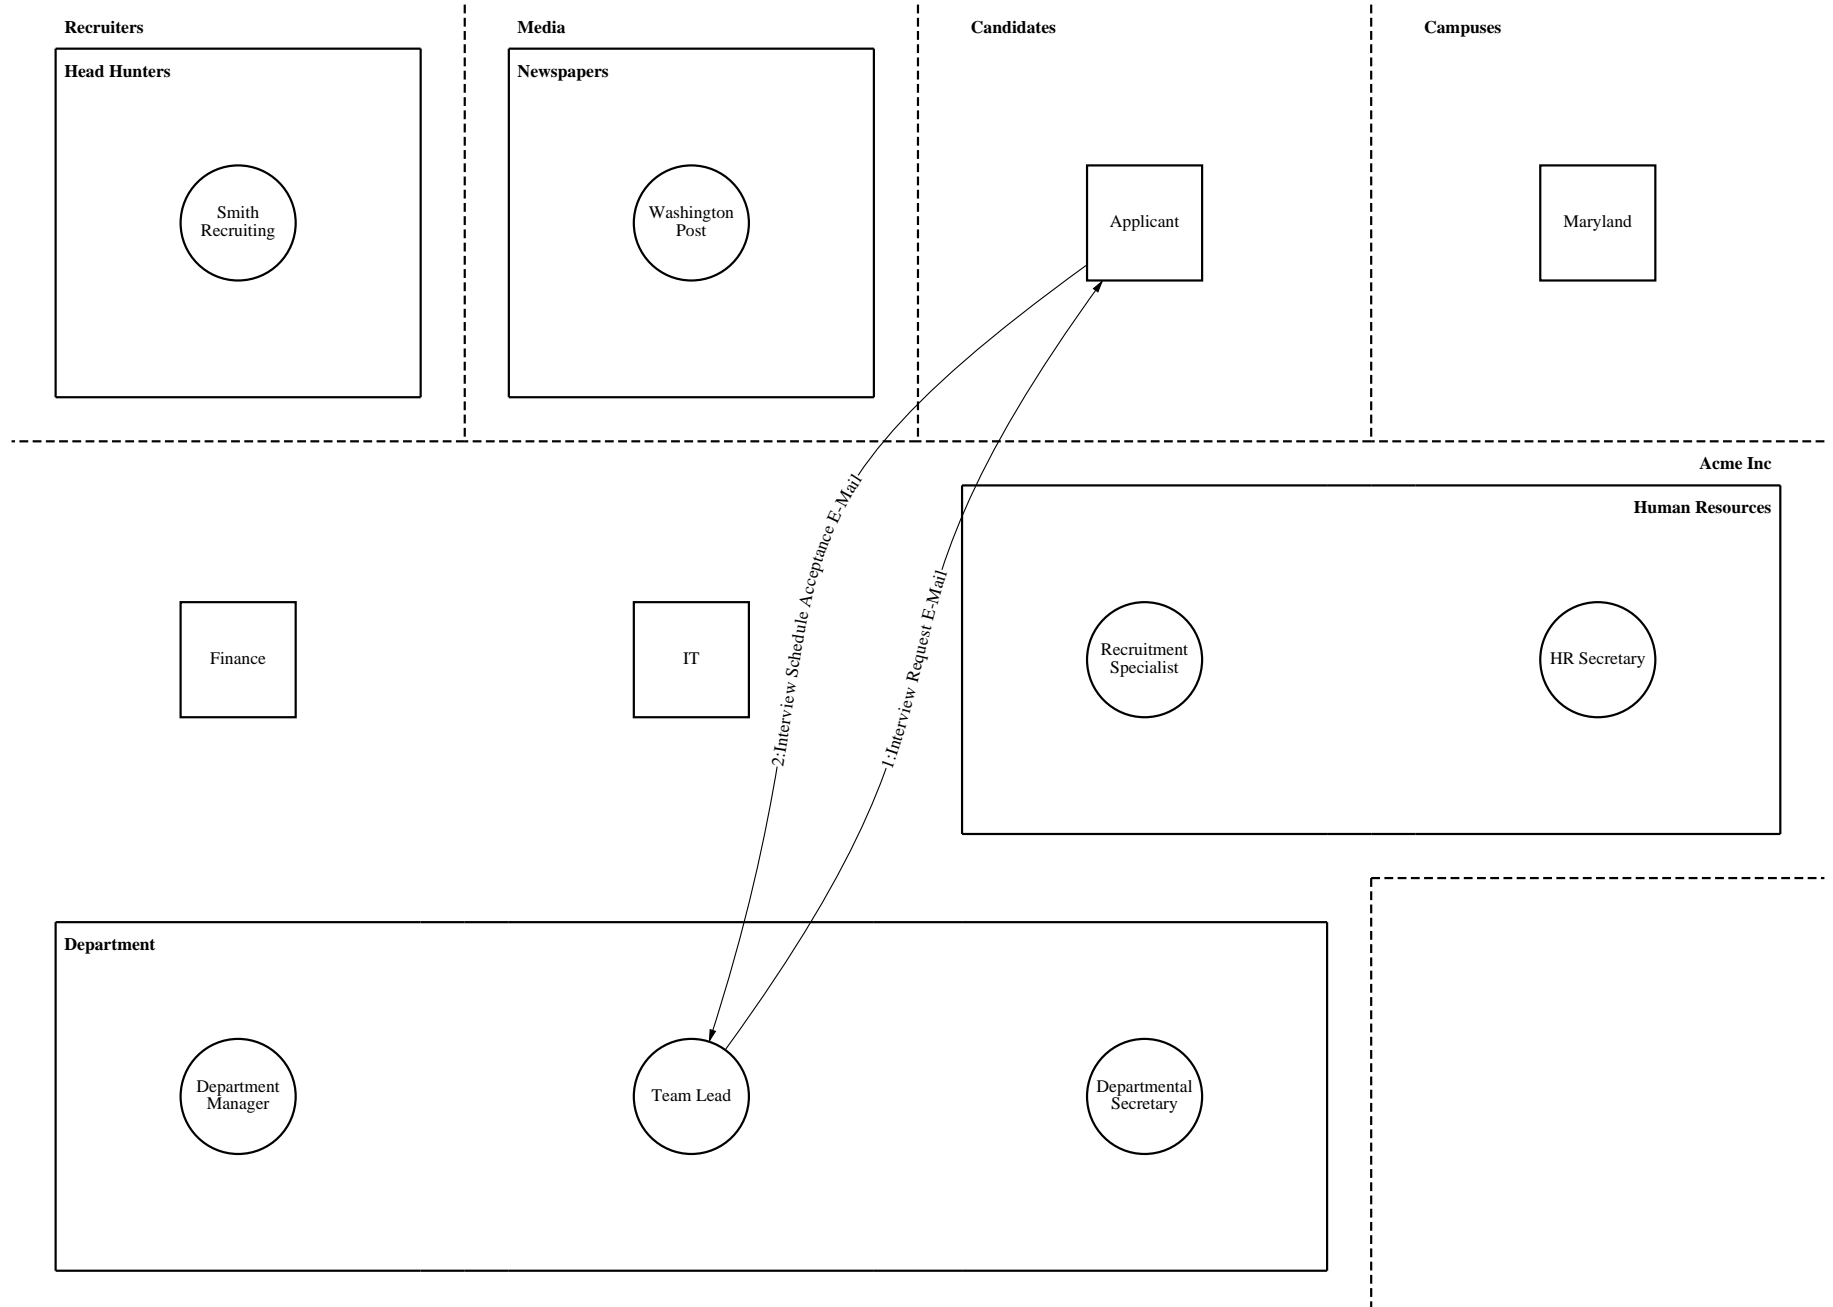 Recruiters
Media
Candidates
Campuses
Head Hunters
Newspapers
Smith
Recruiting
Washington
Post
Applicant
Maryland
Acme Inc
Human Resources
2:Interview Schedule Acceptance E-Mail
1:Interview Request E-Mail
Finance
IT
Recruitment
Specialist
HR Secretary
Department
Department
Manager
Team Lead
Departmental
Secretary